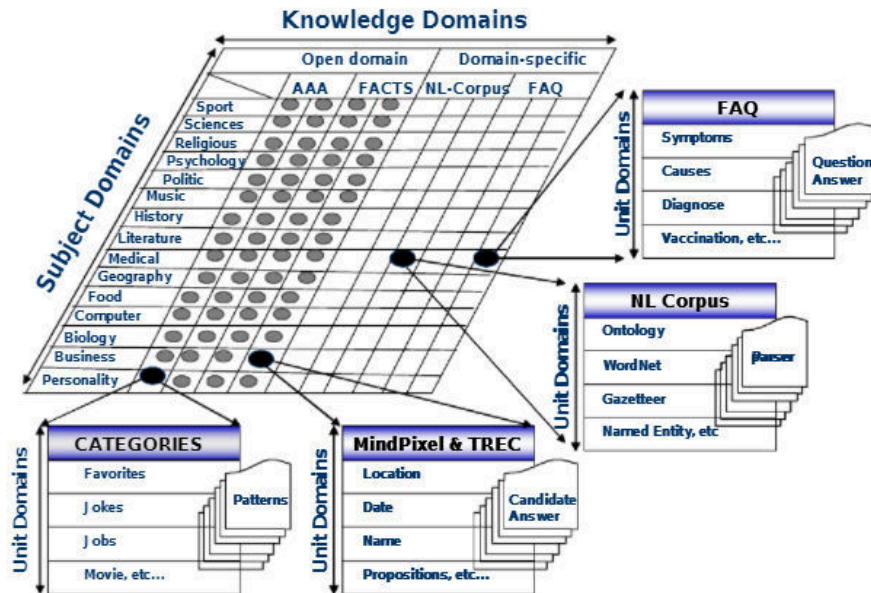 Knowledge Domains
Open domain
Domain-specific
AAA
FACTS
NL-Corpus
FAQ
Subject Domains
Sport
Sciences
Religious
Psychology
Politic
Music
History
Literature
Medical
Geography
Food
Computer
Biology
Business
Personality
Unit Domains
FAQ
Symptoms
Causes
Diagnose
Vaccination, etc...
Question
Answer
Unit Domains
NL Corpus
Ontology
WordNet
Gazetteer
Named Entity, etc
Parser
Unit Domains
CATEGORIES
Favorites
Jokes
Jobs
Movie, etc...
Patterns
Unit Domains
MindPixel & TREC
Location
Date
Name
Propositions, etc...
Candidate
Answer